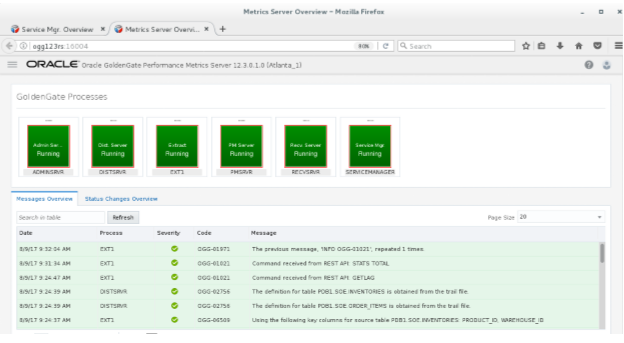 Metrics Server Overview - Mozilla Firefox
Service Mgr. Overview
Metrics Server Overvi...
ogg123rs:16004
80%
Search
ORACLE Oracle GoldenGate Performance Metrics Server 12.3.0.1.0 (Atlanta_1)
GoldenGate Processes
Admin Ser... Dist. Server Extract PM Server Recv. Server Service Mgr
Running Running Running Running Running Running
ADMINSRVR DISTSRVR EXT1 PMSRVR RECVSRVR SERVICEMANAGER
Messages Overview Status Changes Overview
Search in table Refresh Page Size 20
Date Process Severity Code Message
8/9/17 9:32:04 AM EXT1 OGG-01971 The previous message, 'INFO OGG-01021', repeated 1 times.
8/9/17 9:31:34 AM EXT1 OGG-01021 Command received from REST API: STATS TOTAL.
8/9/17 9:24:47 AM EXT1 OGG-01021 Command received from REST API: GETLAG.
8/9/17 9:24:39 AM DISTSRVR OGG-02756 The definition for table PDB1.SOE.INVENTORIES is obtained from the trail file.
8/9/17 9:24:39 AM DISTSRVR OGG-02756 The definition for table PDB1.SOE.ORDER_ITEMS is obtained from the trail file.
8/9/17 9:24:37 AM EXT1 OGG-06509 Using the following key columns for source table PDB1.SOE.INVENTORIES: PRODUCT_ID, WAREHOUSE_ID